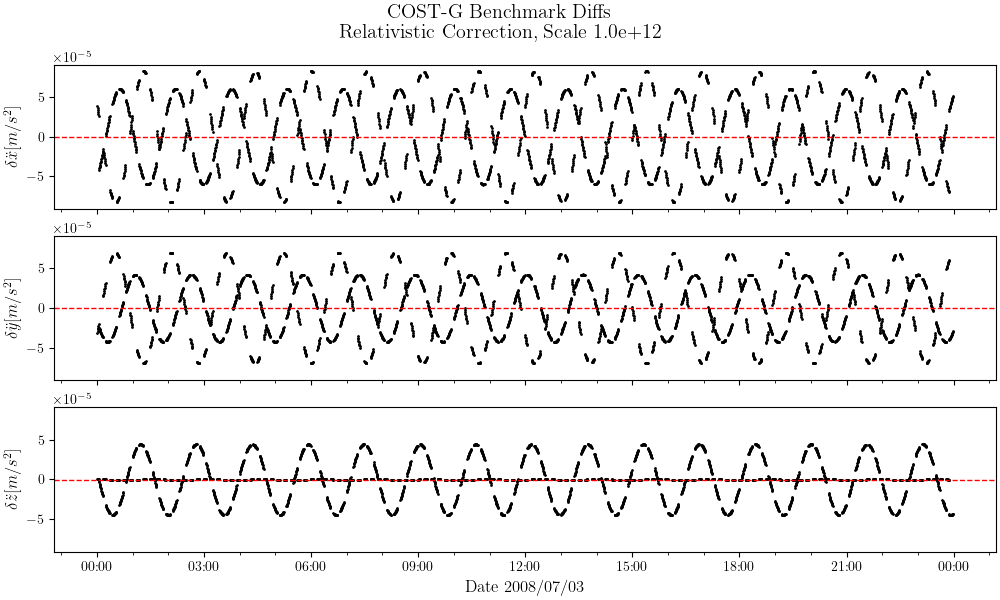 COST-G Benchmark Diffs
Relativistic Correction, Scale 1.0e+12
×10⁻⁵
5
0
−5
δẍ[m/s²]
×10⁻⁵
5
0
−5
δÿ[m/s²]
×10⁻⁵
5
0
−5
δz̈[m/s²]
00:00 03:00 06:00 09:00 12:00 15:00 18:00 21:00 00:00
Date 2008/07/03